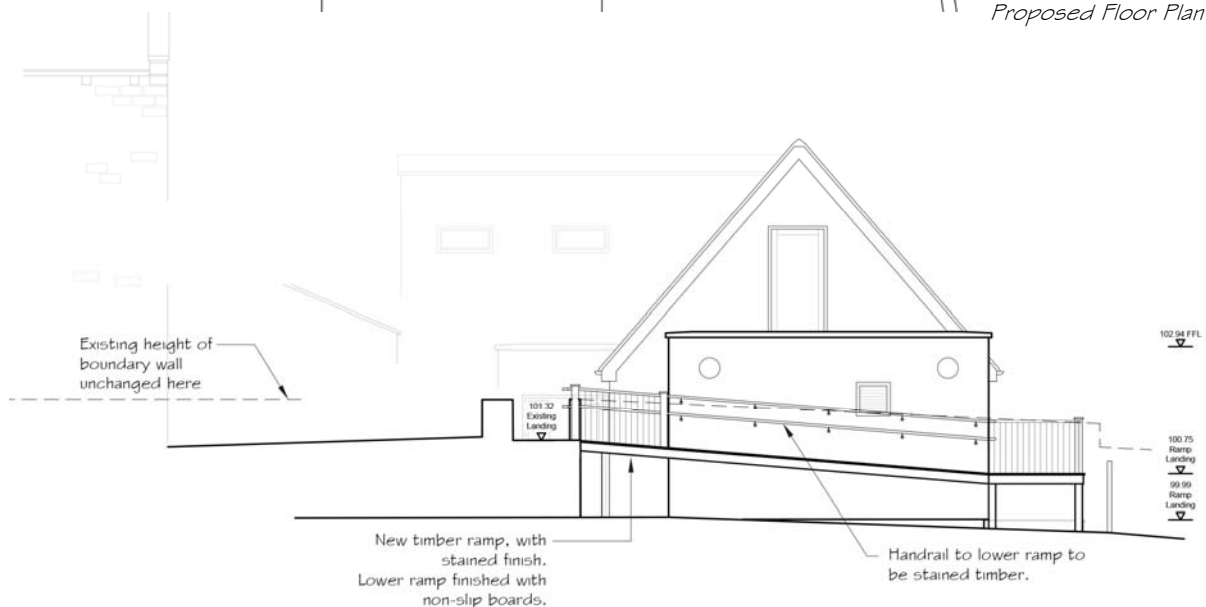 Proposed Floor Plan
102.94 FFL
Existing height of
boundary wall
unchanged here
101.32
Existing
Landing
100.75
Ramp
Landing
99.99
Ramp
Landing
New timber ramp, with
stained finish.
Lower ramp finished with
non-slip boards.
Handrail to lower ramp to
be stained timber.